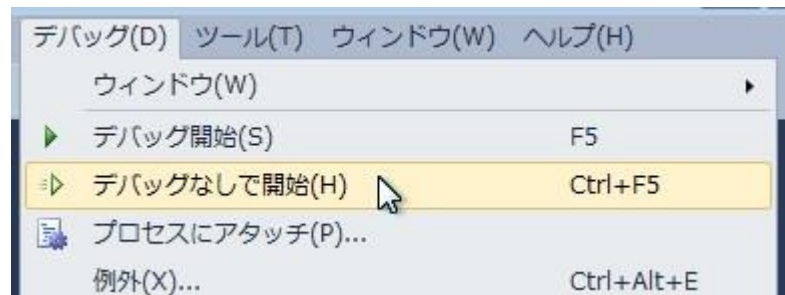 デバッグ(D) ツール(T) ウィンドウ(W) ヘルプ(H)
ウィンドウ(W)
デバッグ開始(S) F5
デバッグなしで開始(H) Ctrl+F5
プロセスにアタッチ(P)...
例外(X)... Ctrl+Alt+E